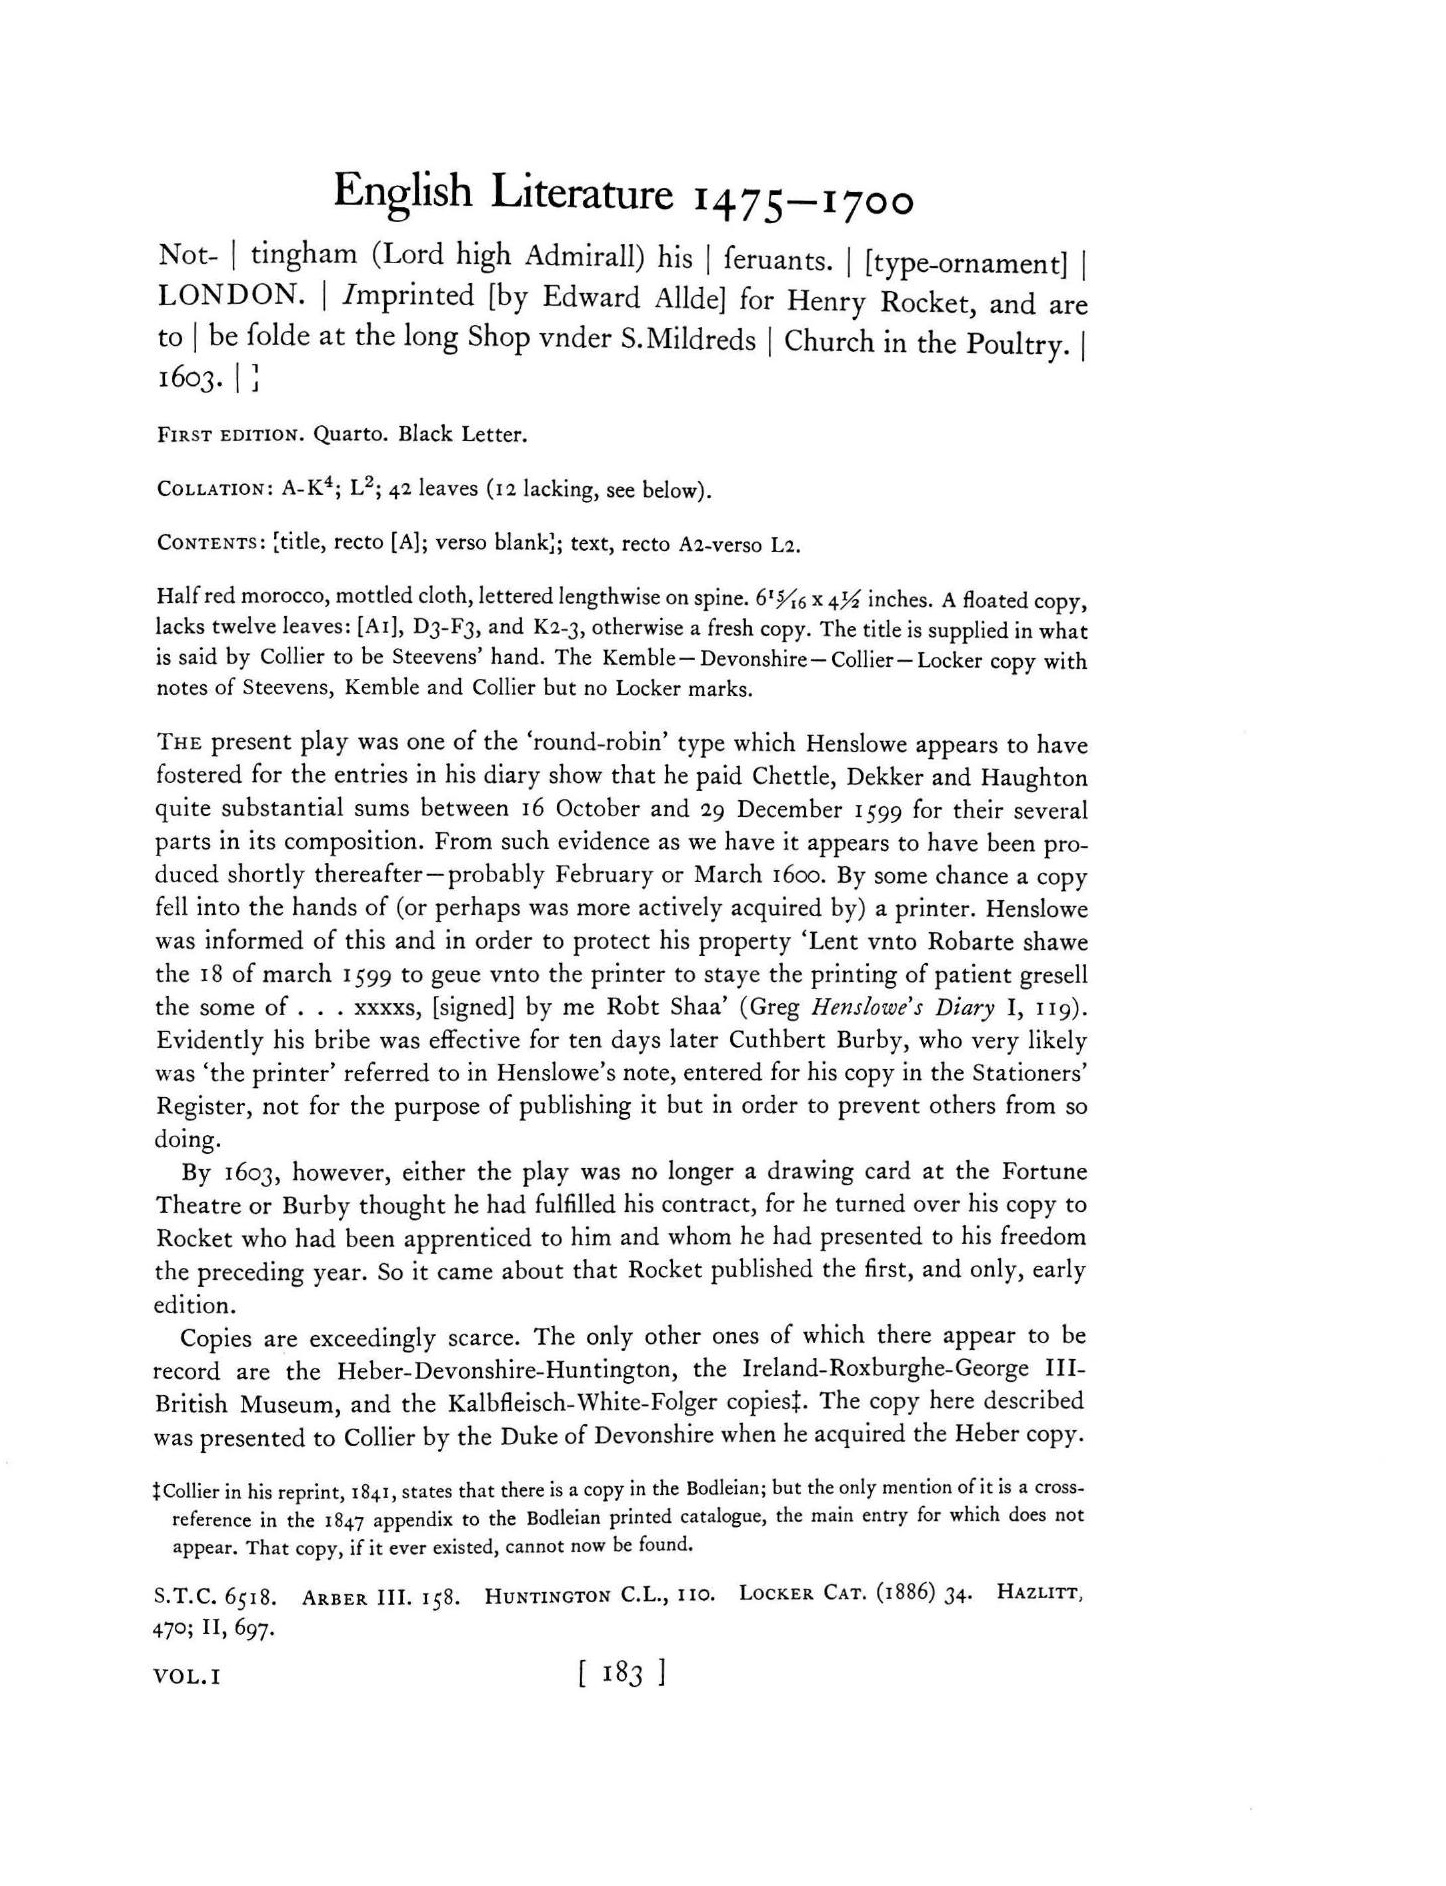 English Literature 1475—1700
Not- | tingham (Lord high Admirall) his | ſeruants. | [type-ornament] |
LONDON. | Imprinted [by Edward Allde] for Henry Rocket, and are
to | be ſolde at the long Shop vnder S.Mildreds | Church in the Poultry. |
1603. | ]
FIRST EDITION. Quarto. Black Letter.
COLLATION: A-K⁴; L²; 42 leaves (12 lacking, see below).
CONTENTS: [title, recto [A]; verso blank]; text, recto A2-verso L2.
Half red morocco, mottled cloth, lettered lengthwise on spine. 6¹⁵⁄₁₆ x 4½ inches. A floated copy,
lacks twelve leaves: [A1], D3-F3, and K2-3, otherwise a fresh copy. The title is supplied in what
is said by Collier to be Steevens' hand. The Kemble—Devonshire—Collier—Locker copy with
notes of Steevens, Kemble and Collier but no Locker marks.
THE present play was one of the 'round-robin' type which Henslowe appears to have
fostered for the entries in his diary show that he paid Chettle, Dekker and Haughton
quite substantial sums between 16 October and 29 December 1599 for their several
parts in its composition. From such evidence as we have it appears to have been pro-
duced shortly thereafter—probably February or March 1600. By some chance a copy
fell into the hands of (or perhaps was more actively acquired by) a printer. Henslowe
was informed of this and in order to protect his property 'Lent vnto Robarte shawe
the 18 of march 1599 to geue vnto the printer to staye the printing of patient gresell
the some of . . . xxxxs, [signed] by me Robt Shaa' (Greg Henslowe's Diary I, 119).
Evidently his bribe was effective for ten days later Cuthbert Burby, who very likely
was 'the printer' referred to in Henslowe's note, entered for his copy in the Stationers'
Register, not for the purpose of publishing it but in order to prevent others from so
doing.
By 1603, however, either the play was no longer a drawing card at the Fortune
Theatre or Burby thought he had fulfilled his contract, for he turned over his copy to
Rocket who had been apprenticed to him and whom he had presented to his freedom
the preceding year. So it came about that Rocket published the first, and only, early
edition.
Copies are exceedingly scarce. The only other ones of which there appear to be
record are the Heber-Devonshire-Huntington, the Ireland-Roxburghe-George III-
British Museum, and the Kalbfleisch-White-Folger copies‡. The copy here described
was presented to Collier by the Duke of Devonshire when he acquired the Heber copy.
‡Collier in his reprint, 1841, states that there is a copy in the Bodleian; but the only mention of it is a cross-
reference in the 1847 appendix to the Bodleian printed catalogue, the main entry for which does not
appear. That copy, if it ever existed, cannot now be found.
S.T.C. 6518. ARBER III. 158. HUNTINGTON C.L., 110. LOCKER CAT. (1886) 34. HAZLITT,
470; II, 697.
VOL.I [ 183 ]